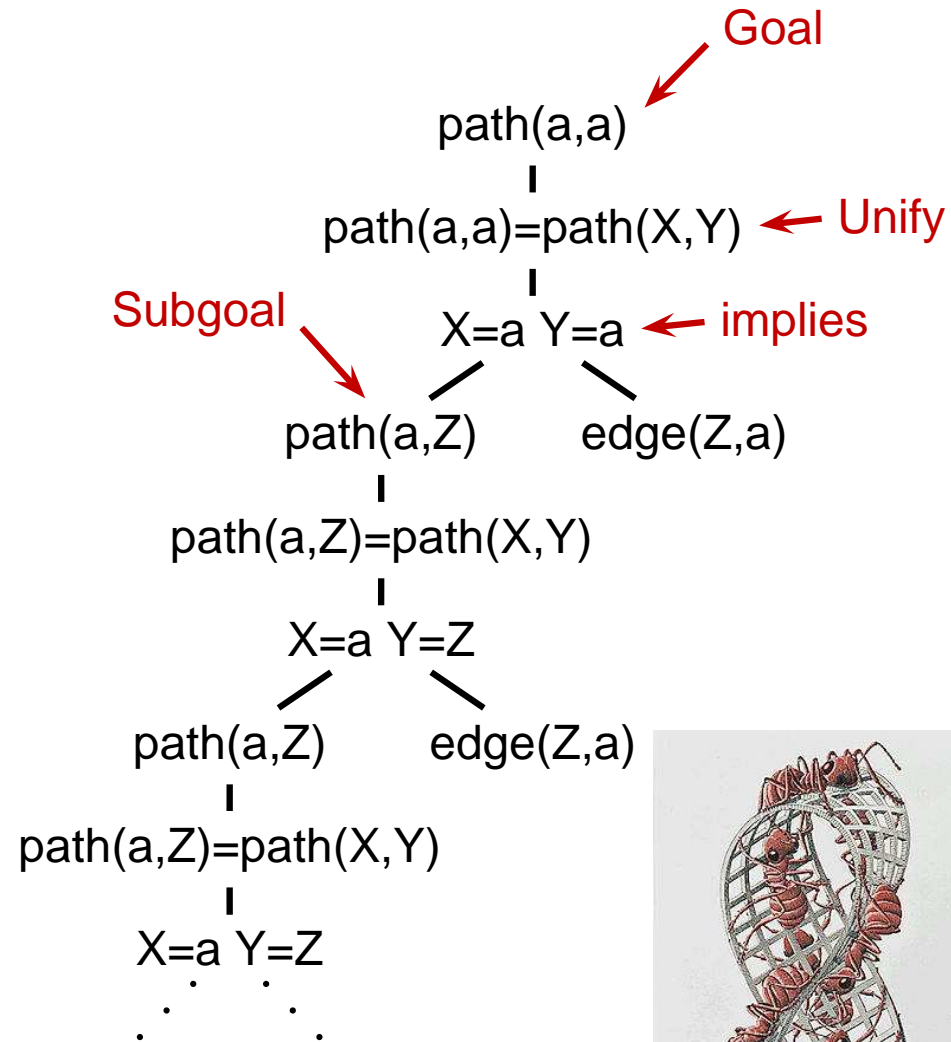 Goal
path(a,a)
path(a,a)=path(X,Y)
Unify
Subgoal
X=a Y=a
implies
path(a,Z)
edge(Z,a)
path(a,Z)=path(X,Y)
X=a Y=Z
path(a,Z)
edge(Z,a)
path(a,Z)=path(X,Y)
X=a Y=Z